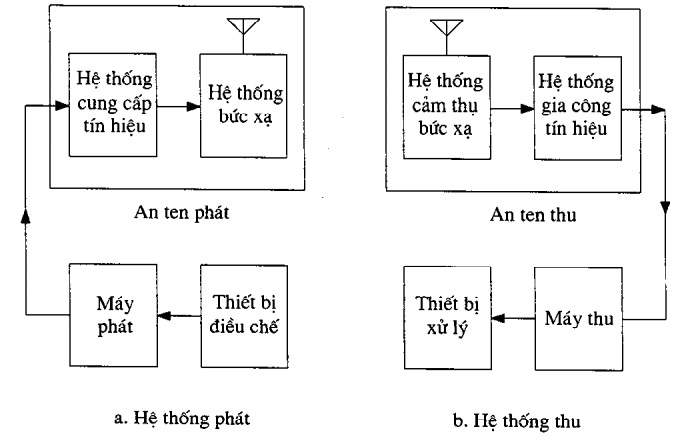 Hệ thống
cung cấp
tín hiệu
Hệ thống
bức xạ
An ten phát
Máy
phát
Thiết bị
điều chế
a. Hệ thống phát
Hệ thống
cảm thụ
bức xạ
Hệ thống
gia công
tín hiệu
An ten thu
Thiết bị
xử lý
Máy thu
b. Hệ thống thu